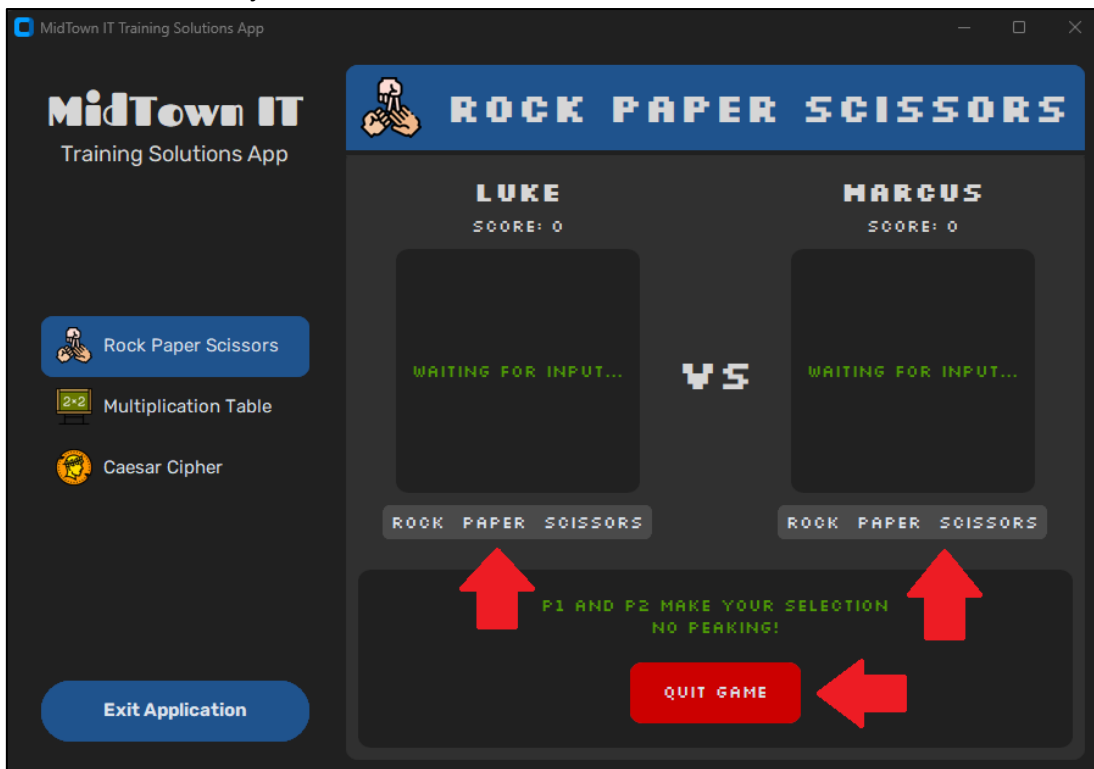 MidTown IT Training Solutions App
MidTown IT
Training Solutions App
Rock Paper Scissors
2×2
Multiplication Table
Caesar Cipher
Exit Application
ROCK PAPER SCISSORS
LUKE
SCORE: 0
WAITING FOR INPUT...
ROCK PAPER SCISSORS
VS
MARCUS
SCORE: 0
WAITING FOR INPUT...
ROCK PAPER SCISSORS
P1 AND P2 MAKE YOUR SELECTION
NO PEAKING!
QUIT GAME